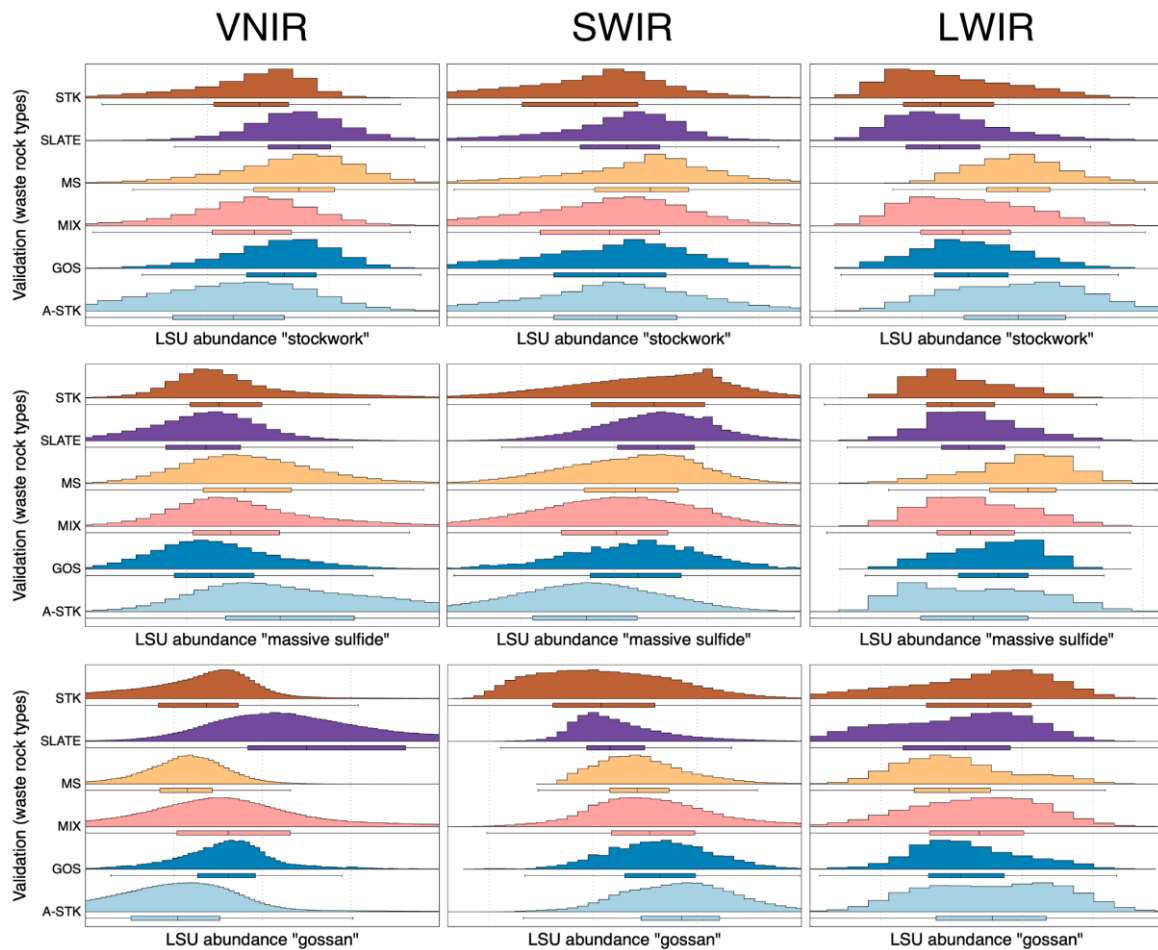 VNIR SWIR LWIR
Validation (waste rock types)
STK
SLATE
MS
MIX
GOS
A-STK
LSU abundance "stockwork" LSU abundance "stockwork" LSU abundance "stockwork"
Validation (waste rock types)
STK
SLATE
MS
MIX
GOS
A-STK
LSU abundance "massive sulfide" LSU abundance "massive sulfide" LSU abundance "massive sulfide"
Validation (waste rock types)
STK
SLATE
MS
MIX
GOS
A-STK
LSU abundance "gossan" LSU abundance "gossan" LSU abundance "gossan"